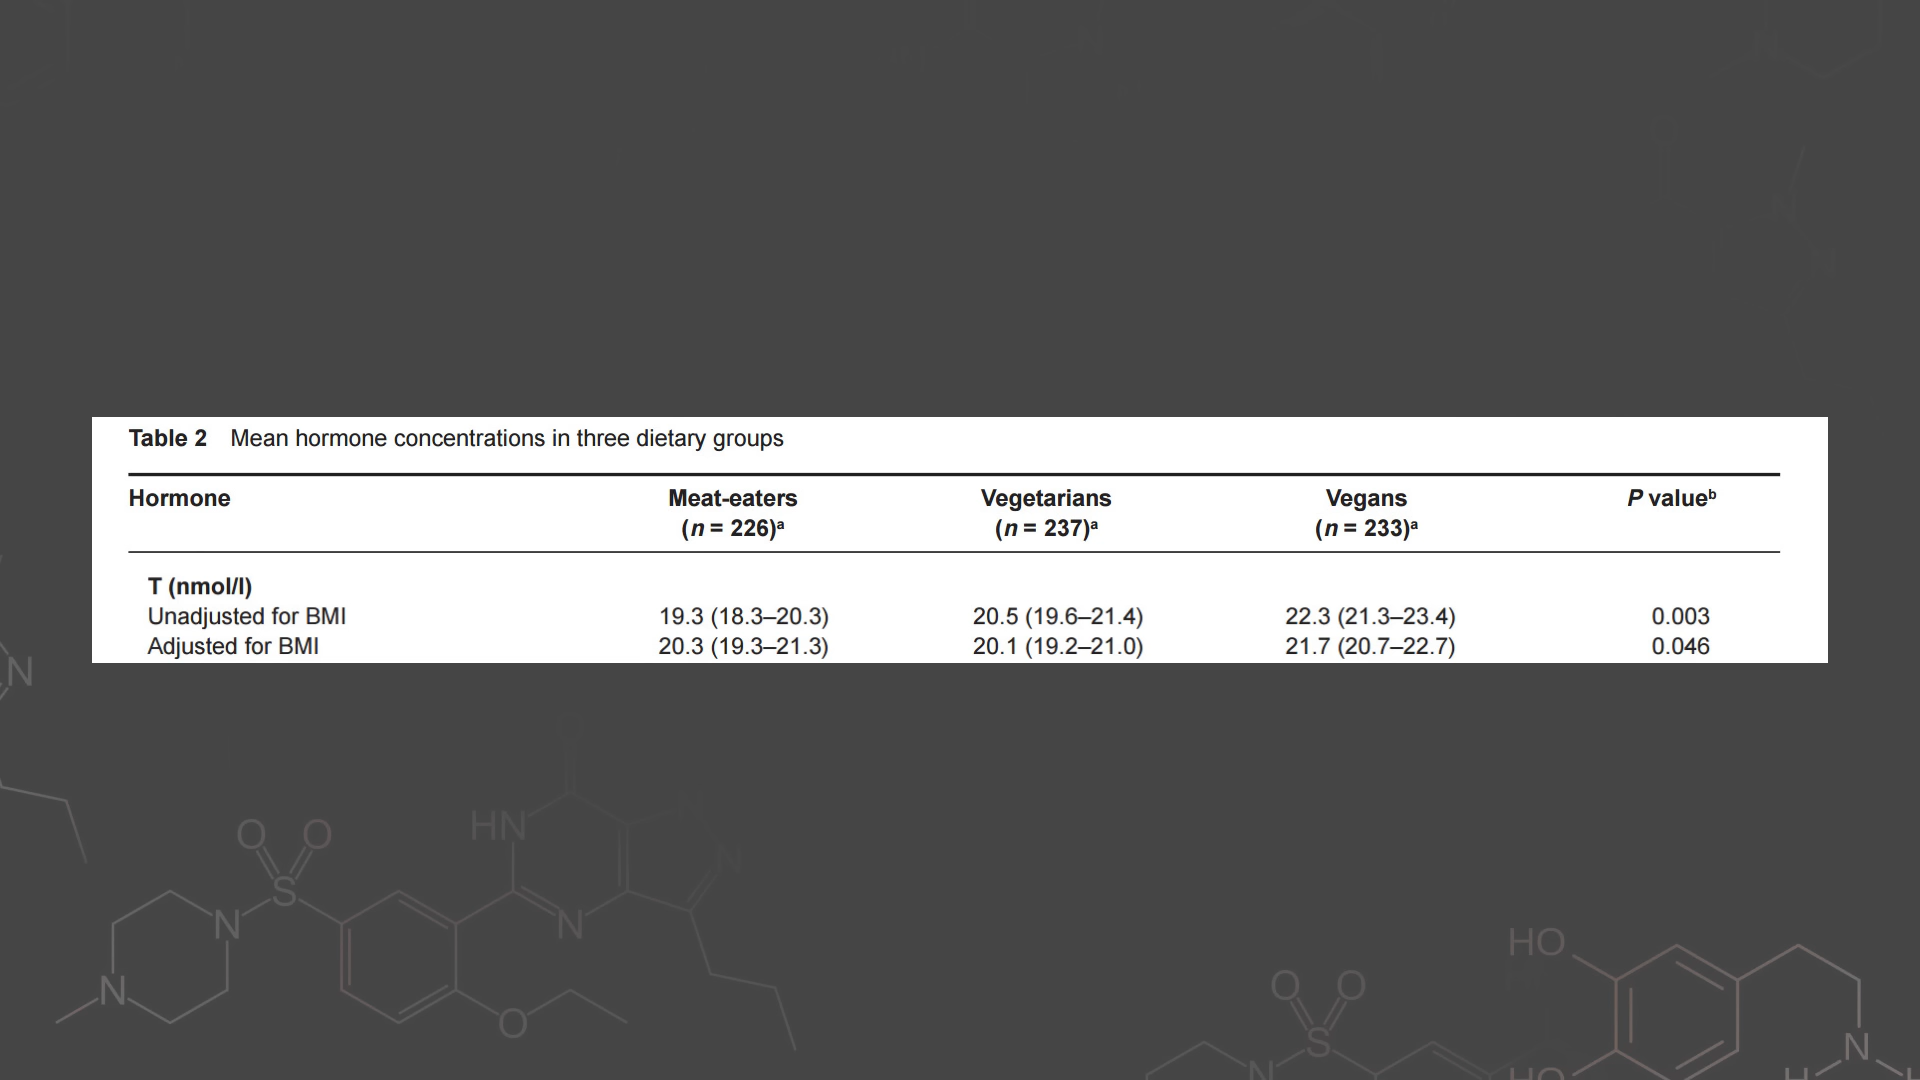 Table 2 Mean hormone concentrations in three dietary groups
Hormone Meat-eaters Vegetarians Vegans P valueᵇ
(n = 226)ᵃ (n = 237)ᵃ (n = 233)ᵃ
T (nmol/l)
Unadjusted for BMI 19.3 (18.3–20.3) 20.5 (19.6–21.4) 22.3 (21.3–23.4) 0.003
Adjusted for BMI 20.3 (19.3–21.3) 20.1 (19.2–21.0) 21.7 (20.7–22.7) 0.046
N
O
HN
N
O O
S
N
N
N
O
HO
O O
S
N
N
HO
H
H